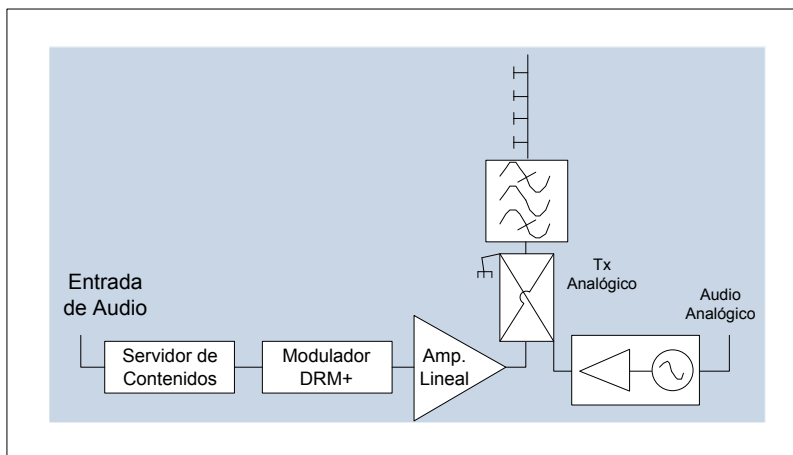 Entrada
de Audio
Servidor de
Contenidos
Modulador
DRM+
Amp.
Lineal
Tx
Analógico
Audio
Analógico